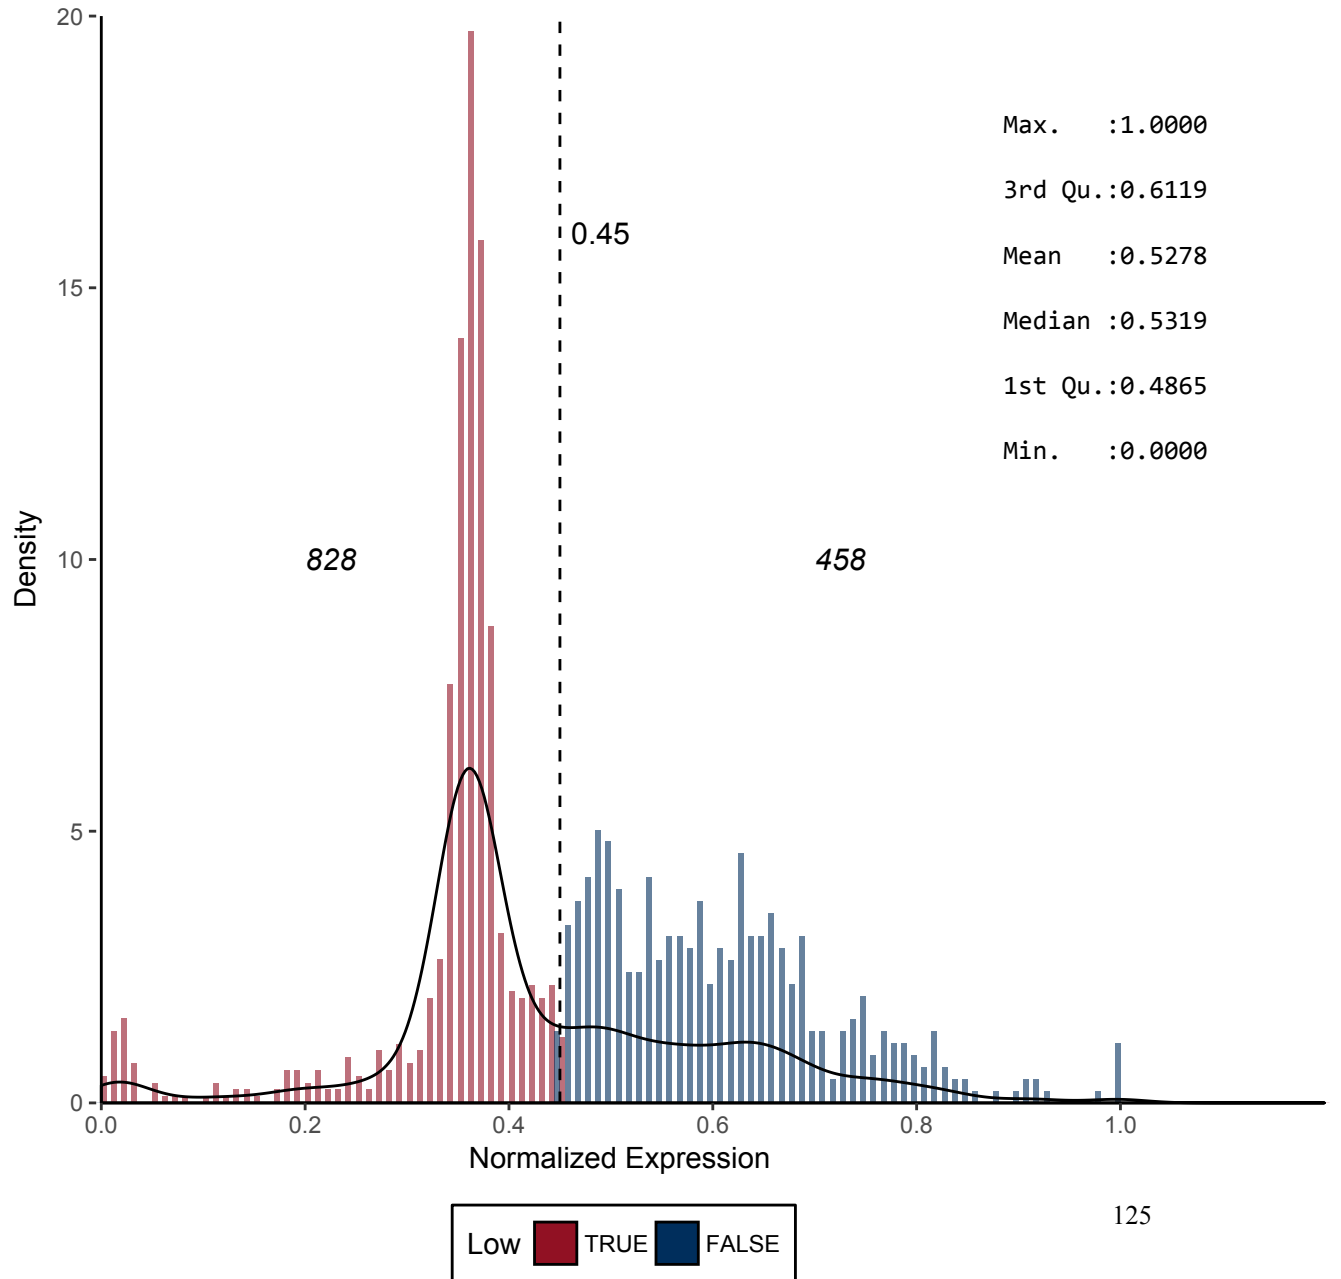 20
Max. :1.0000
3rd Qu.:0.6119
0.45
Mean :0.5278
15
Median :0.5319
1st Qu.:0.4865
Min. :0.0000
Density
10
828
458
5
0
0.0 0.2 0.4 0.6 0.8 1.0
Normalized Expression
125
Low TRUE FALSE